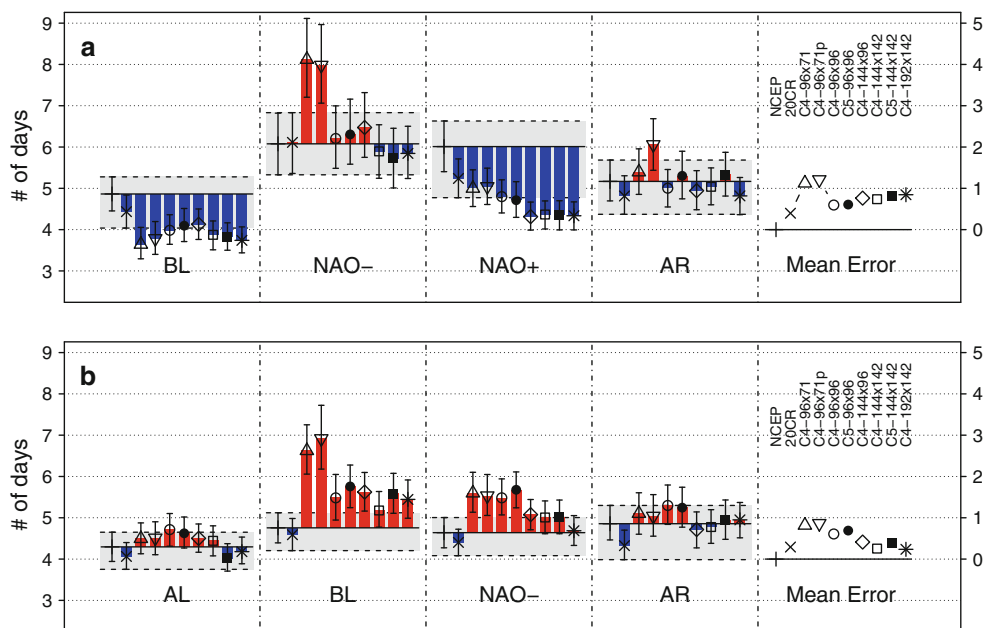 a
# of days
9
8
7
6
5
4
3
5
4
3
2
1
0
BL
NAO−
NAO+
AR
Mean Error
NCEP
20CR
C4−96x71
C4−96x71p
C4−96x96
C5−96x96
C4−144x96
C4−144x142
C5−144x142
C4−192x142
b
# of days
9
8
7
6
5
4
3
5
4
3
2
1
0
AL
BL
NAO−
AR
Mean Error
NCEP
20CR
C4−96x71
C4−96x71p
C4−96x96
C5−96x96
C4−144x96
C4−144x142
C5−144x142
C4−192x142